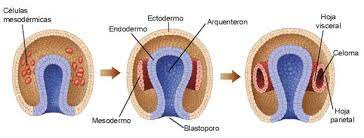 Células
mesodérmicas
Ectodermo
Endodermo
Arquenteron
Mesodermo
Blastoporo
Hoja
visceral
Celoma
Hoja
parietal